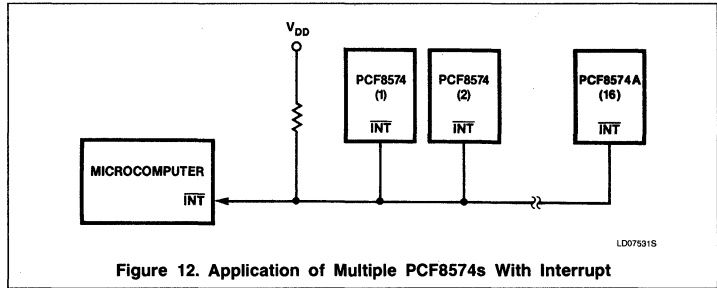 V_DD
PCF8574
(1)
INT
PCF8574
(2)
INT
PCF8574A
(16)
INT
MICROCOMPUTER
INT
LD07531S
Figure 12. Application of Multiple PCF8574s With Interrupt